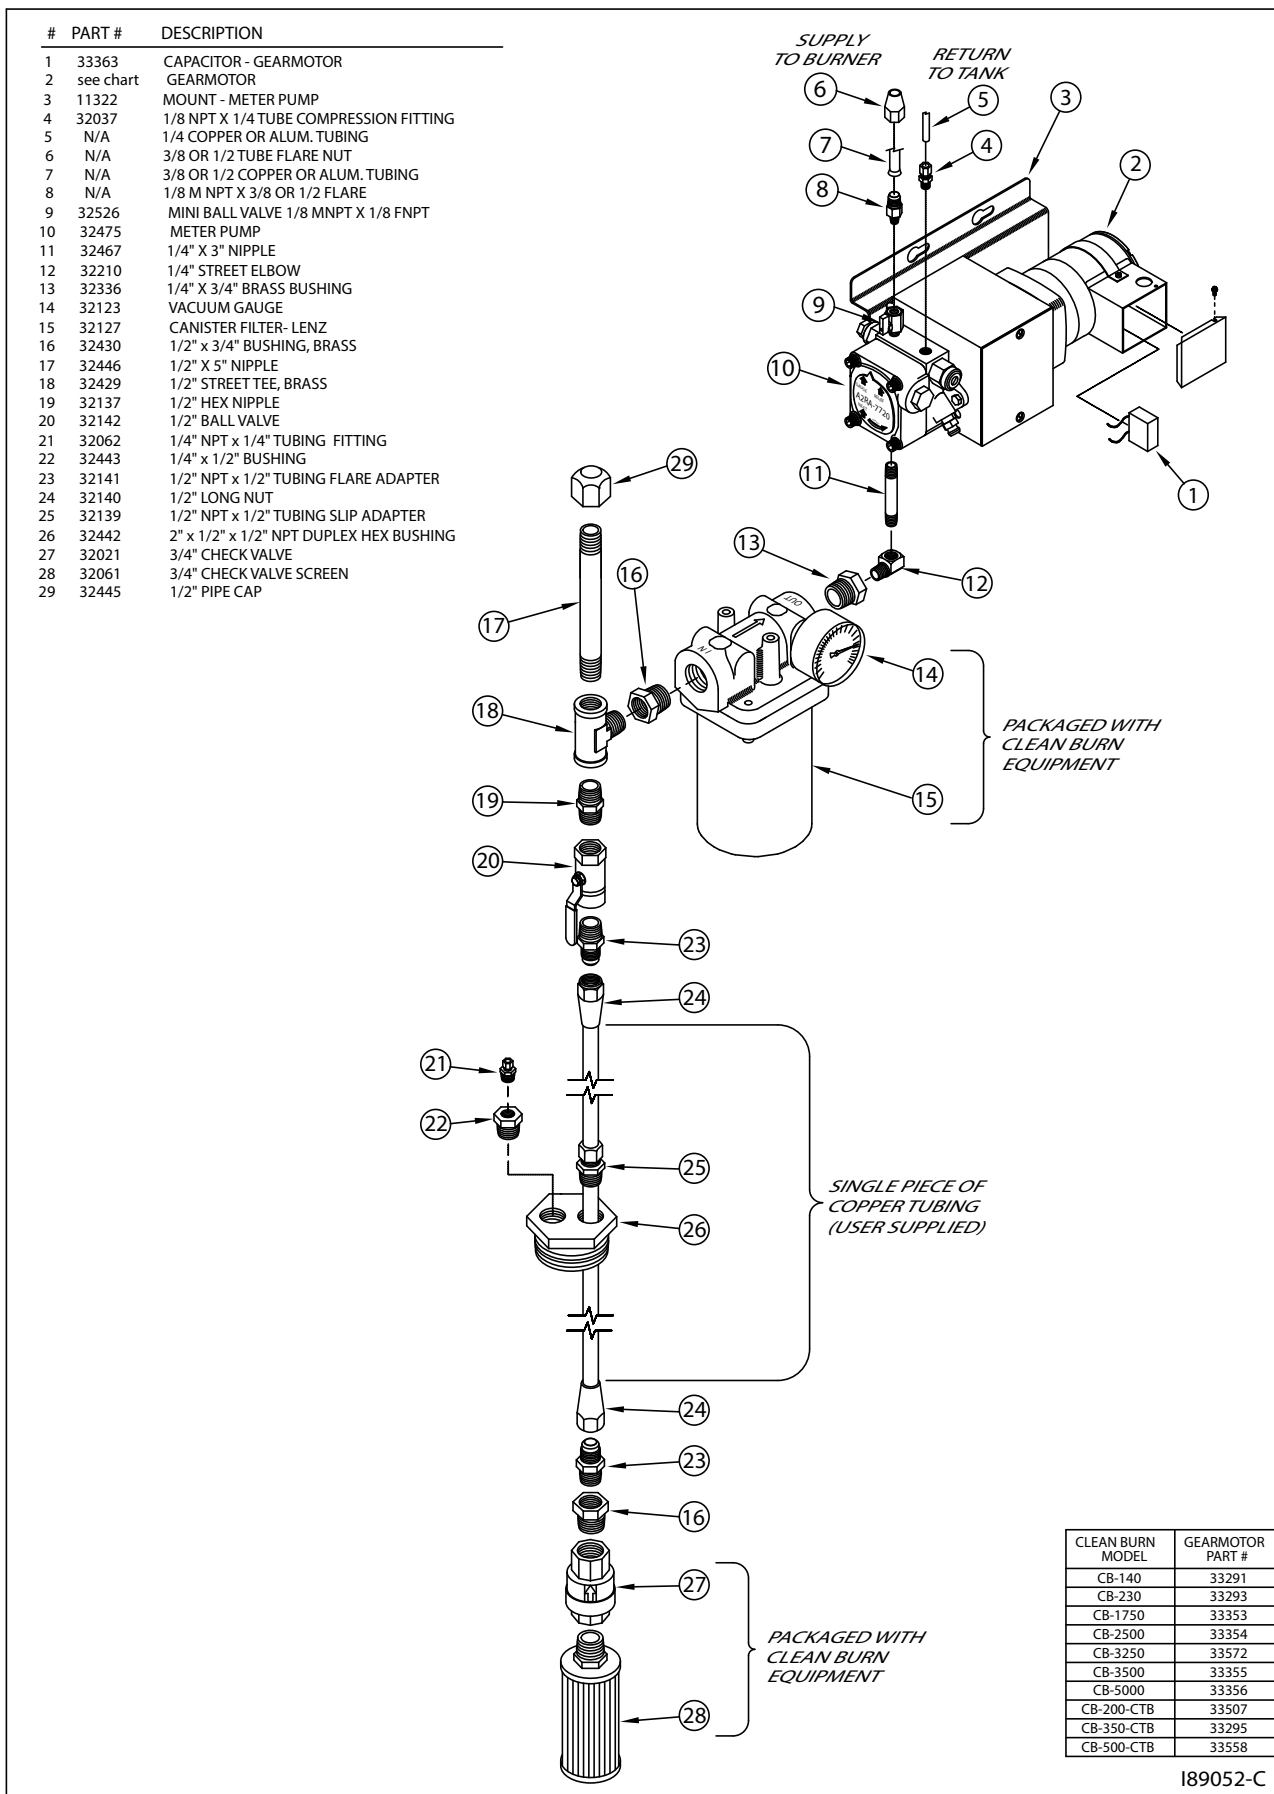 # PART # DESCRIPTION
1 33363 CAPACITOR - GEARMOTOR
2 see chart GEARMOTOR
3 11322 MOUNT - METER PUMP
4 32037 1/8 NPT X 1/4 TUBE COMPRESSION FITTING
5 N/A 1/4 COPPER OR ALUM. TUBING
6 N/A 3/8 OR 1/2 TUBE FLARE NUT
7 N/A 3/8 OR 1/2 COPPER OR ALUM. TUBING
8 N/A 1/8 M NPT X 3/8 OR 1/2 FLARE
9 32526 MINI BALL VALVE 1/8 MNPT X 1/8 FNPT
10 32475 METER PUMP
11 32467 1/4" X 3" NIPPLE
12 32210 1/4" STREET ELBOW
13 32336 1/4" X 3/4" BRASS BUSHING
14 32123 VACUUM GAUGE
15 32127 CANISTER FILTER- LENZ
16 32430 1/2" x 3/4" BUSHING, BRASS
17 32446 1/2" X 5" NIPPLE
18 32429 1/2" STREET TEE, BRASS
19 32137 1/2" HEX NIPPLE
20 32142 1/2" BALL VALVE
21 32062 1/4" NPT x 1/4" TUBING FITTING
22 32443 1/4" x 1/2" BUSHING
23 32141 1/2" NPT x 1/2" TUBING FLARE ADAPTER
24 32140 1/2" LONG NUT
25 32139 1/2" NPT x 1/2" TUBING SLIP ADAPTER
26 32442 2" x 1/2" x 1/2" NPT DUPLEX HEX BUSHING
27 32021 3/4" CHECK VALVE
28 32061 3/4" CHECK VALVE SCREEN
29 32445 1/2" PIPE CAP
SUPPLY
TO BURNER
RETURN
TO TANK
6
5
3
7
4
2
8
9
10
A2RA-7720
11
1
29
13
12
16
OUT
IN
17
14
18
PACKAGED WITH
CLEAN BURN
EQUIPMENT
15
19
20
23
24
21
22
25
26
SINGLE PIECE OF
COPPER TUBING
(USER SUPPLIED)
24
23
16
27
PACKAGED WITH
CLEAN BURN
EQUIPMENT
28
CLEAN BURN MODEL GEARMOTOR PART #
CB-140 33291
CB-230 33293
CB-1750 33353
CB-2500 33354
CB-3250 33572
CB-3500 33355
CB-5000 33356
CB-200-CTB 33507
CB-350-CTB 33295
CB-500-CTB 33558
I89052-C